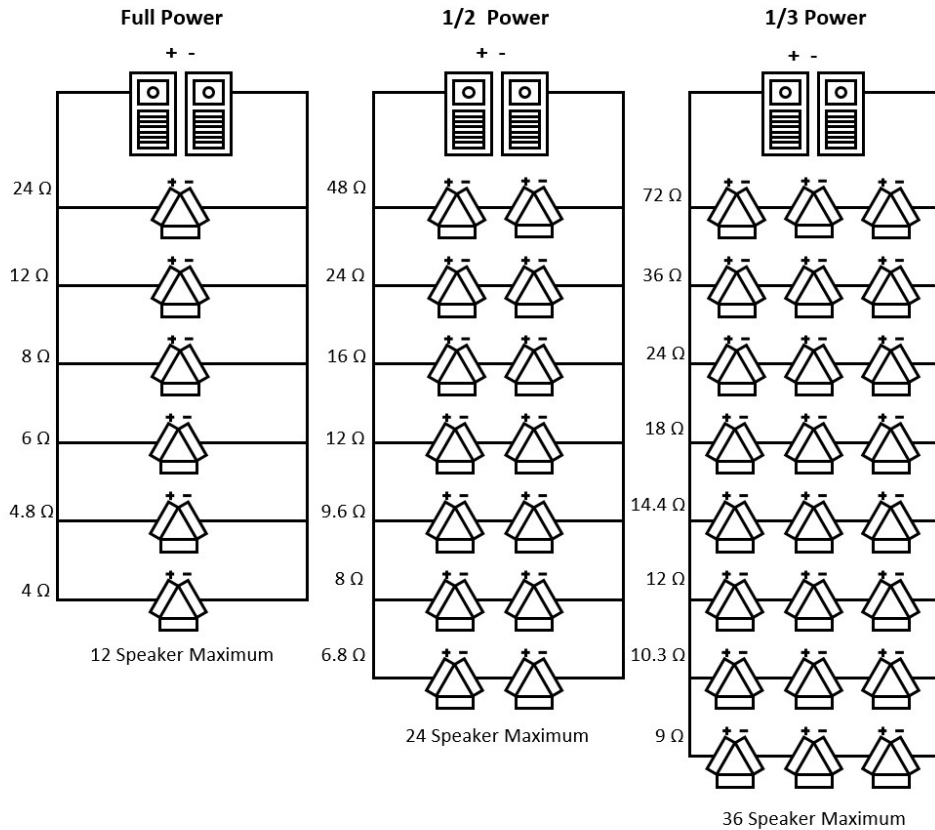 Full Power
+ -
24 Ω
+ -
12 Ω
+ -
8 Ω
+ -
6 Ω
+ -
4.8 Ω
+ -
4 Ω
+ -
12 Speaker Maximum
1/2 Power
+ -
48 Ω
+ - + -
24 Ω
+ - + -
16 Ω
+ - + -
12 Ω
+ - + -
9.6 Ω
+ - + -
8 Ω
+ - + -
6.8 Ω
+ - + -
24 Speaker Maximum
1/3 Power
+ -
72 Ω
+ - + - + -
36 Ω
+ - + - + -
24 Ω
+ - + - + -
18 Ω
+ - + - + -
14.4 Ω
+ - + - + -
12 Ω
+ - + - + -
10.3 Ω
+ - + - + -
9 Ω
+ - + - + -
36 Speaker Maximum